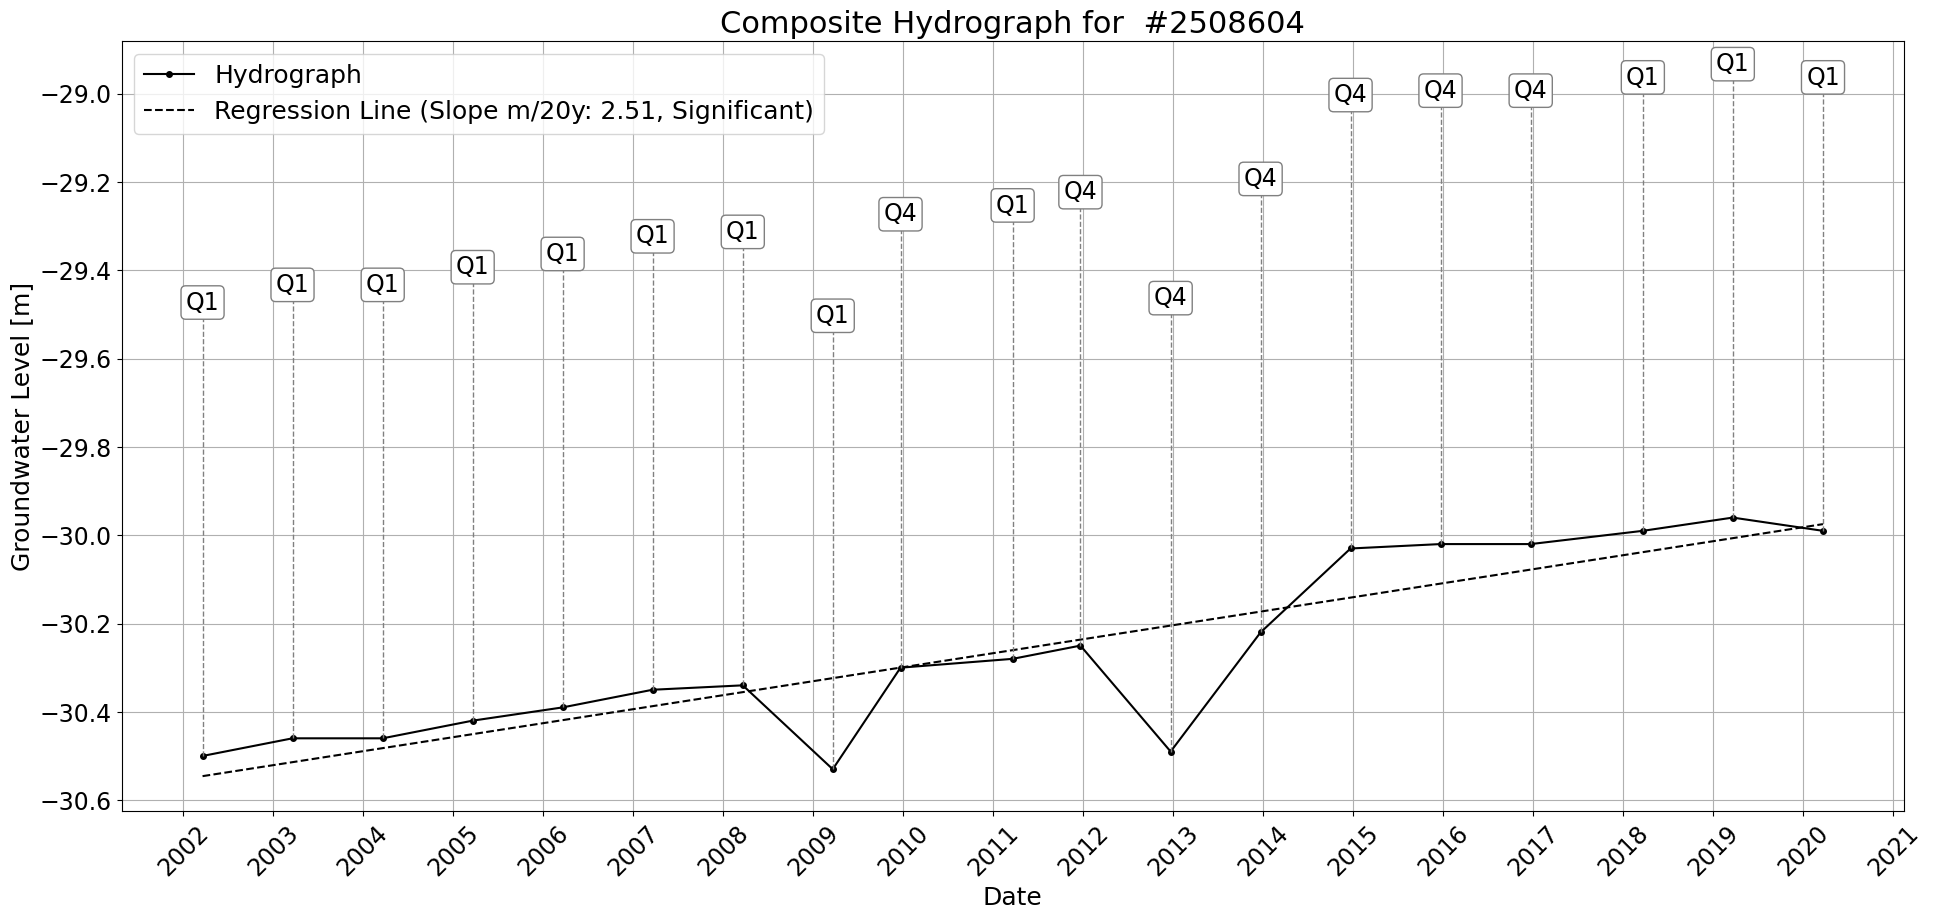 Composite Hydrograph for  #2508604
Hydrograph
Regression Line (Slope m/20y: 2.51, Significant)
Groundwater Level [m]
−29.0
−29.2
−29.4
−29.6
−29.8
−30.0
−30.2
−30.4
−30.6
Q1
Q1
Q1
Q1
Q1
Q1
Q1
Q1
Q4
Q1
Q4
Q4
Q4
Q4
Q4
Q4
Q1
Q1
Q1
2002
2003
2004
2005
2006
2007
2008
2009
2010
2011
2012
2013
2014
2015
2016
2017
2018
2019
2020
2021
Date